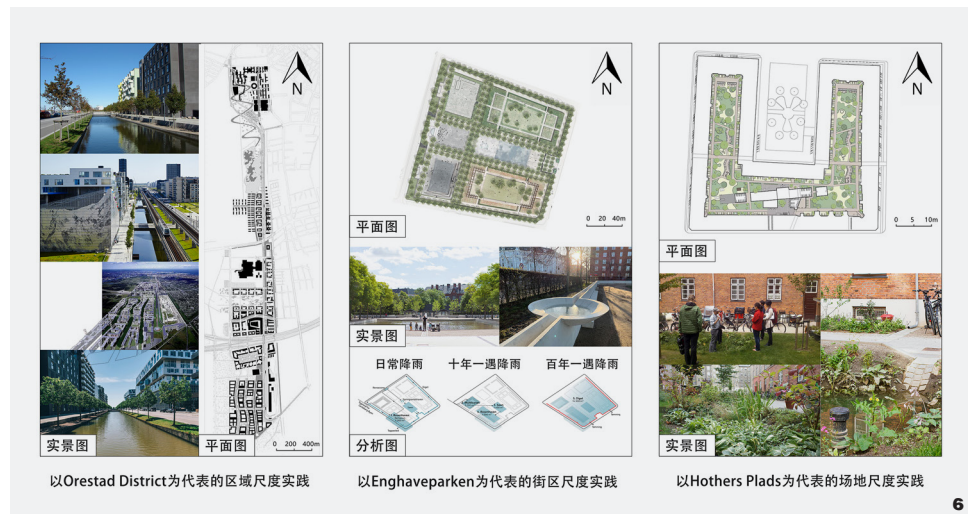 N
实景图
平面图
0 200 400m
以Orestad District为代表的区域尺度实践
N
平面图
0 20 40m
实景图
日常降雨
十年一遇降雨
百年一遇降雨
分析图
以Enghaveparken为代表的街区尺度实践
N
平面图
0 5 10m
实景图
以Hothers Plads为代表的场地尺度实践
6